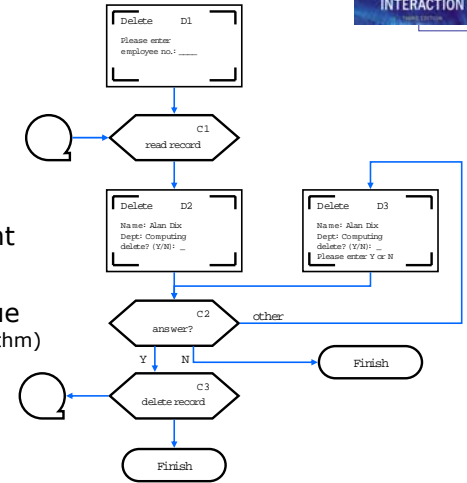 INTERACTION
THIRD EDITION
Delete D1
Please enter
employee no.: ____
C1
read record
Delete D2
Name: Alan Dix
Dept: Computing
delete? (Y/N): _
Delete D3
Name: Alan Dix
Dept: Computing
delete? (Y/N): _
Please enter Y or N
nt
ue
thm)
C2
answer?
other
Y N
Finish
C3
delete record
Finish